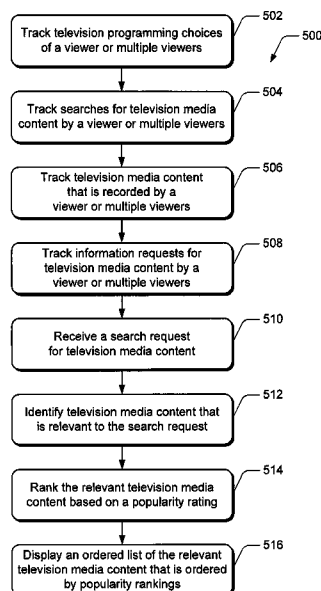 Track television programming choices
of a viewer or multiple viewers
502
500
Track searches for television media
content by a viewer or multiple viewers
504
Track television media content
that is recorded by a
viewer or multiple viewers
506
Track information requests for
television media content by a
viewer or multiple viewers
508
Receive a search request
for television media content
510
Identify television media content that
is relevant to the search request
512
Rank the relevant television media
content based on a popularity rating
514
Display an ordered list of the relevant
television media content that is ordered
by popularity rankings
516